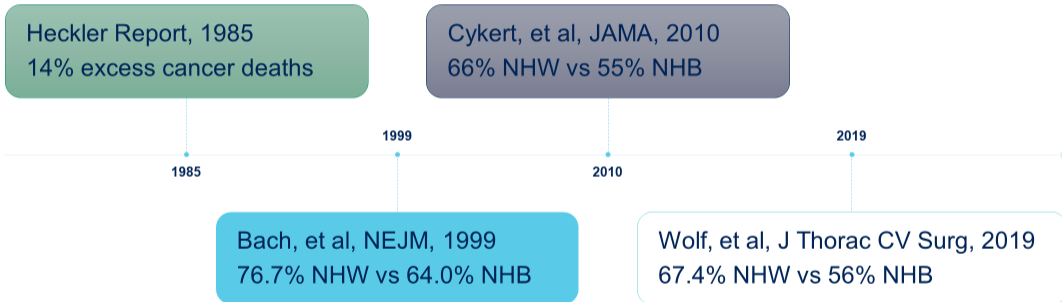 Heckler Report, 1985
14% excess cancer deaths
Cykert, et al, JAMA, 2010
66% NHW vs 55% NHB
1999
2019
1985
2010
Bach, et al, NEJM, 1999
76.7% NHW vs 64.0% NHB
Wolf, et al, J Thorac CV Surg, 2019
67.4% NHW vs 56% NHB